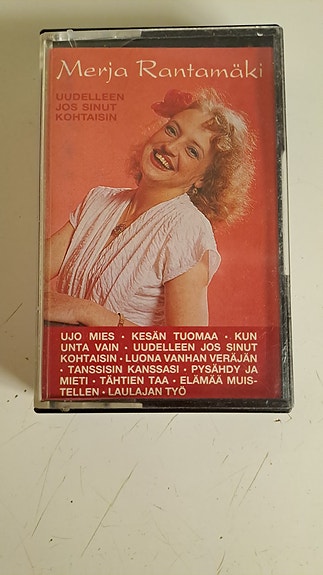 Merja Rantamäki
UUDELLEEN
JOS SINUT
KOHTAISIN
UJO MIES • KESÄN TUOMAA • KUN
UNTA VAIN • UUDELLEEN JOS SINUT
KOHTAISIN • LUONA VANHAN VERÄJÄN
• TANSSISIN KANSSASI • PYSÄHDY JA
MIETI • TÄHTIEN TAA • ELÄMÄÄ MUIS-
TELLEN • LAULAJAN TYÖ